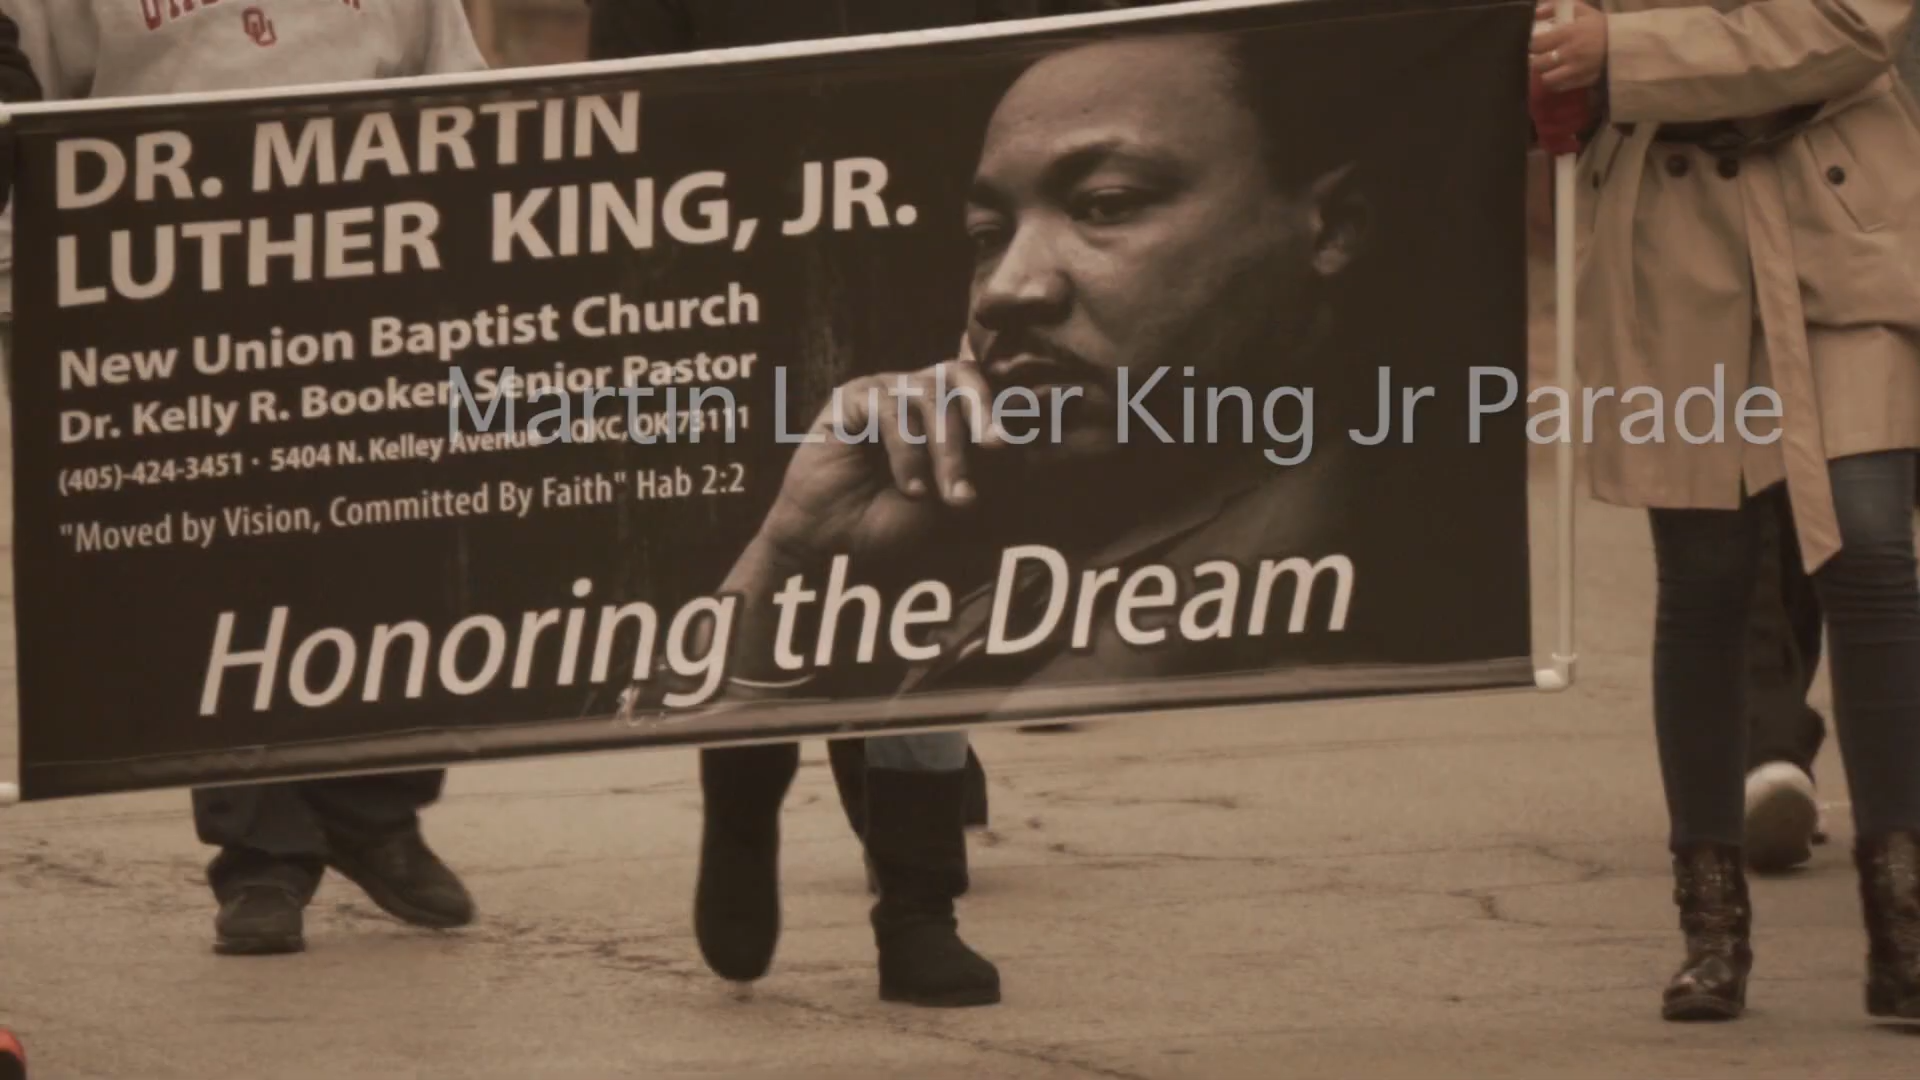 OU
DR. MARTIN
LUTHER KING, JR.
New Union Baptist Church
Dr. Kelly R. Booker, Senior Pastor
(405)-424-3451 · 5404 N. Kelley Avenue OKC, OK 73111
"Moved by Vision, Committed By Faith" Hab 2:2
Martin Luther King Jr Parade
Honoring the Dream